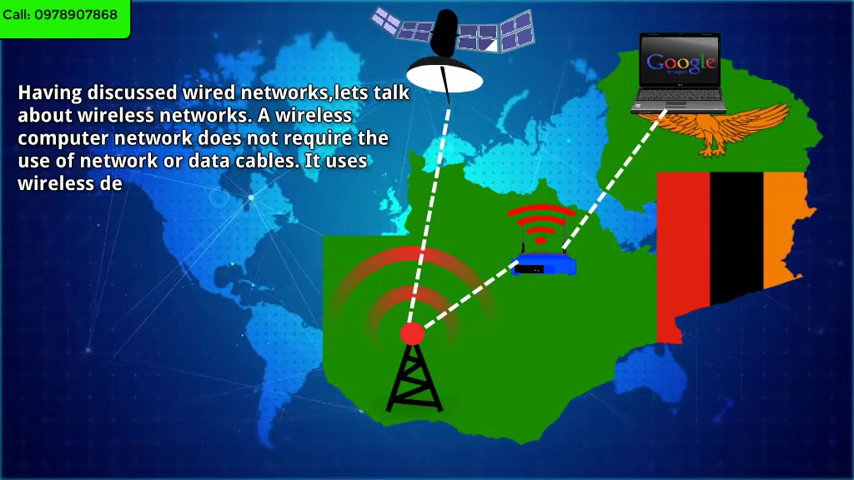 Call: 0978907868
Having discussed wired networks,lets talk
about wireless networks. A wireless
computer network does not require the
use of network or data cables. It uses
wireless de
Google